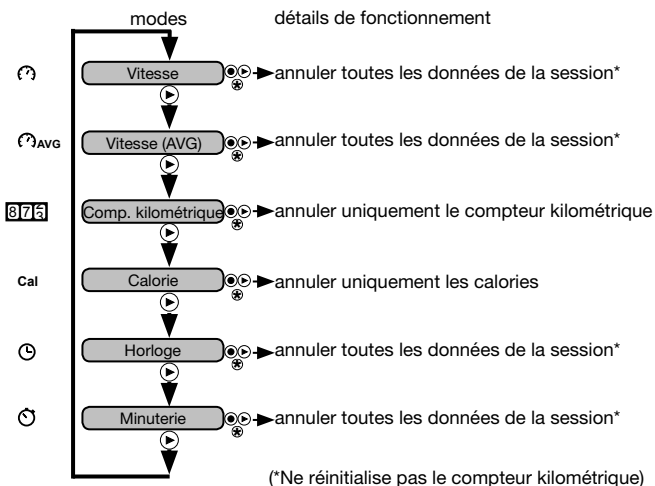 modes détails de fonctionnement
Vitesse annuler toutes les données de la session*
AVG Vitesse (AVG) annuler toutes les données de la session*
873 Comp. kilométrique annuler uniquement le compteur kilométrique
Cal Calorie annuler uniquement les calories
Horloge annuler toutes les données de la session*
Minuterie annuler toutes les données de la session*
(*Ne réinitialise pas le compteur kilométrique)